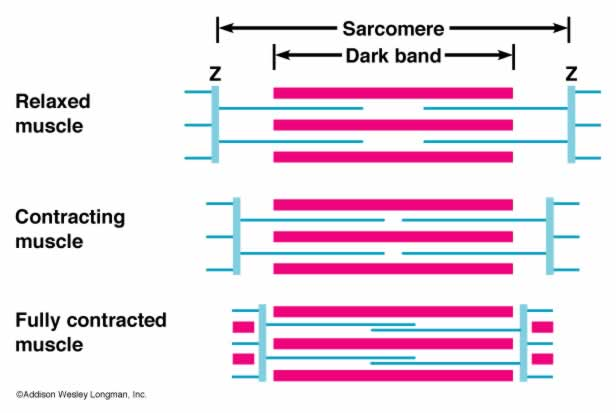 Sarcomere
Dark band
Z
Z
Relaxed
muscle
Contracting
muscle
Fully contracted
muscle
©Addison Wesley Longman, Inc.